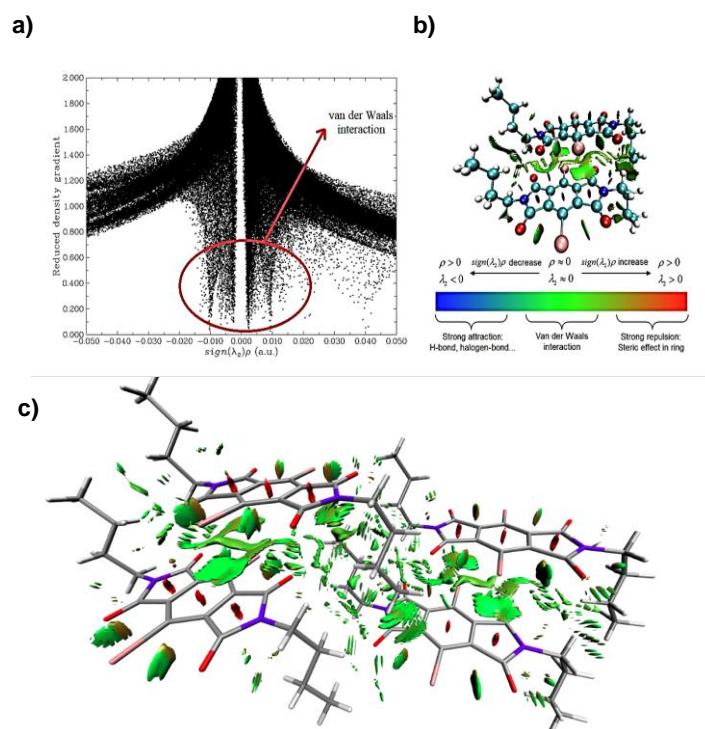 a)
b)
2.000
1.800
1.600
1.400
1.200
1.000
0.800
0.600
0.400
0.200
0.000
Reduced density gradient
van der Waals
interaction
-0.050 -0.040 -0.030 -0.020 -0.010 0.000 0.010 0.020 0.030 0.040 0.050
sign(λ₂)ρ (a.u.)
ρ > 0 sign(λ₂)ρ decrease ρ ≈ 0 sign(λ₂)ρ increase ρ > 0
λ₂ < 0 λ₂ ≈ 0 λ₂ > 0
Strong attraction: Van der Waals Strong repulsion:
H-bond, halogen-bond... interaction Steric effect in ring
c)